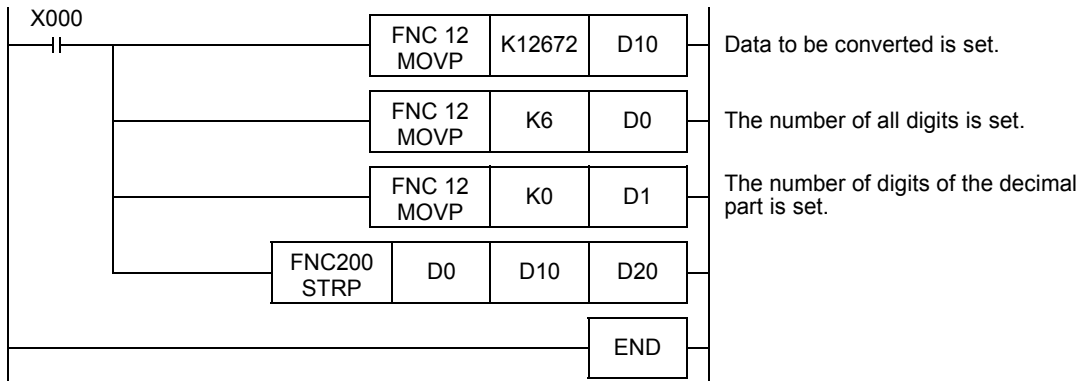 X000
FNC 12 MOVP K12672 D10 Data to be converted is set.
FNC 12 MOVP K6 D0 The number of all digits is set.
FNC 12 MOVP K0 D1 The number of digits of the decimal part is set.
FNC200 STRP D0 D10 D20
END